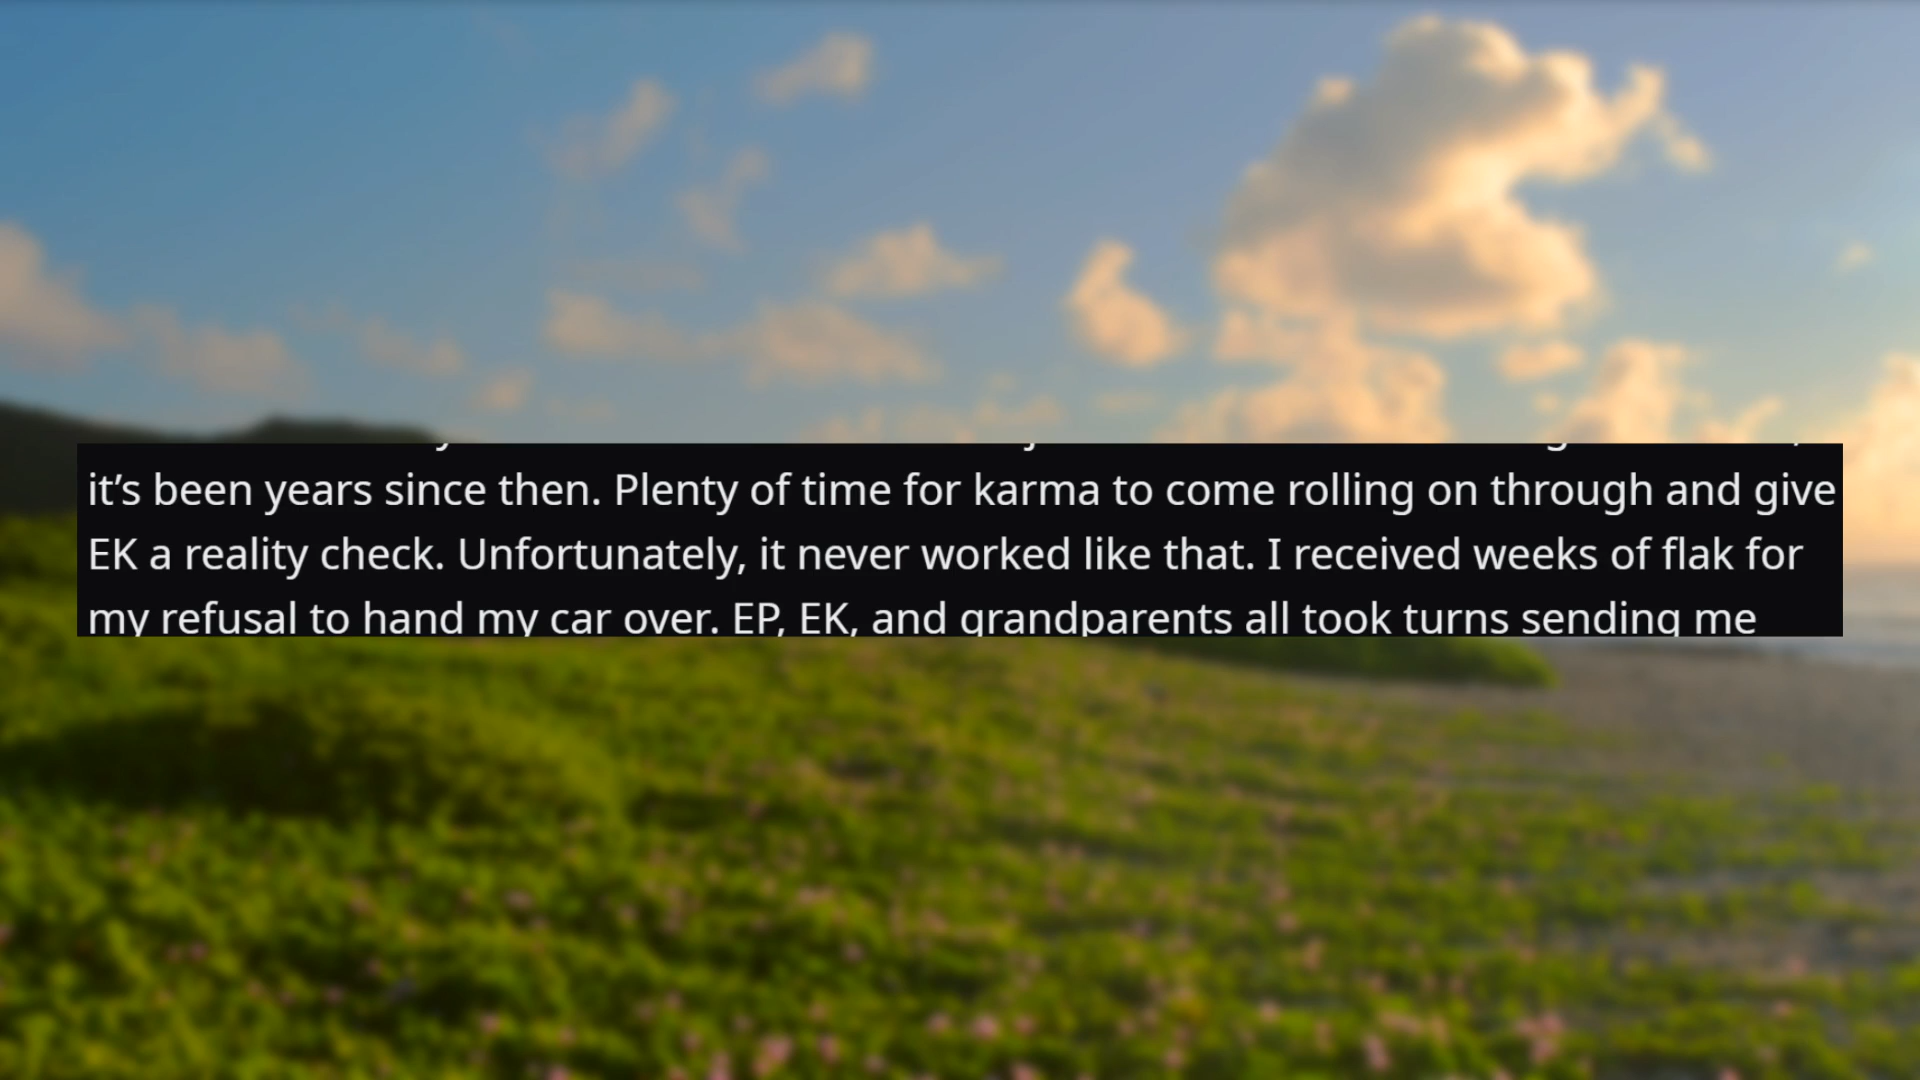 it’s been years since then. Plenty of time for karma to come rolling on through and give
EK a reality check. Unfortunately, it never worked like that. I received weeks of flak for
my refusal to hand my car over. EP, EK, and grandparents all took turns sending me